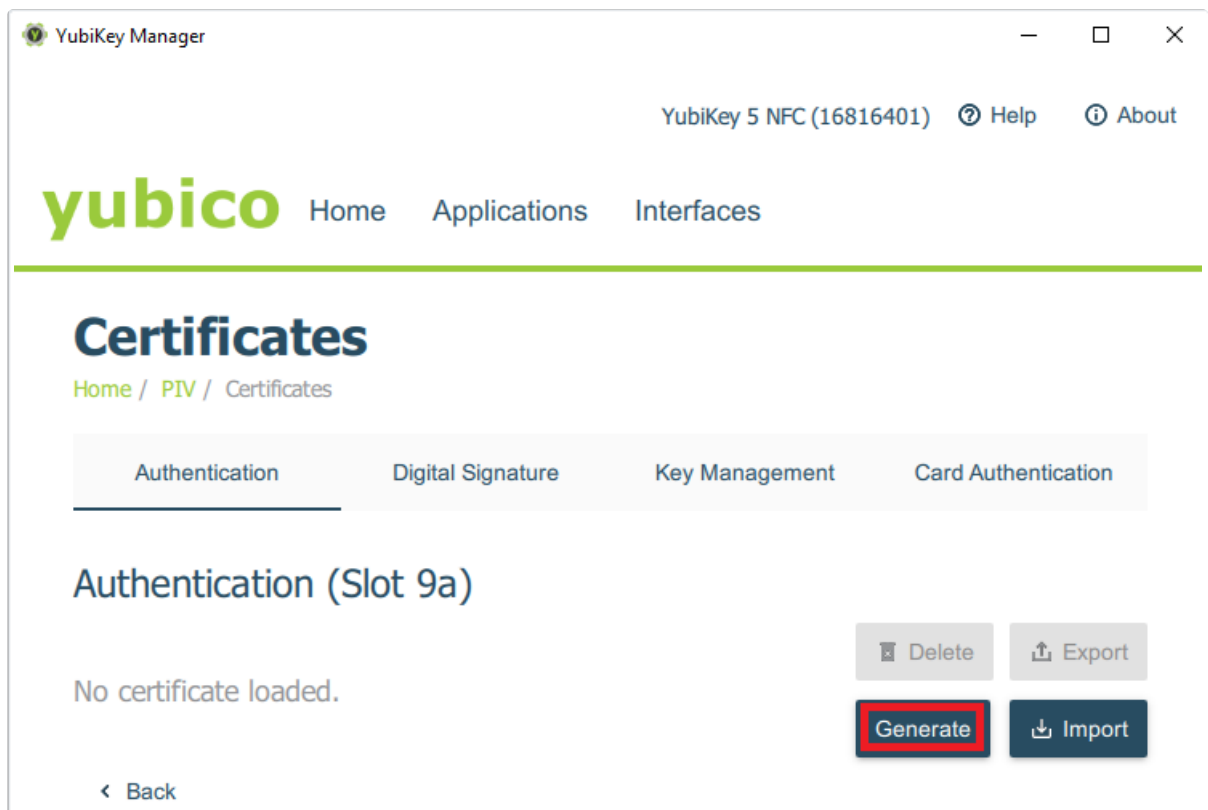 YubiKey Manager
YubiKey 5 NFC (16816401) Help About
yubico Home Applications Interfaces
Certificates
Home / PIV / Certificates
Authentication Digital Signature Key Management Card Authentication
Authentication (Slot 9a)
Delete Export
No certificate loaded.
Generate Import
Back